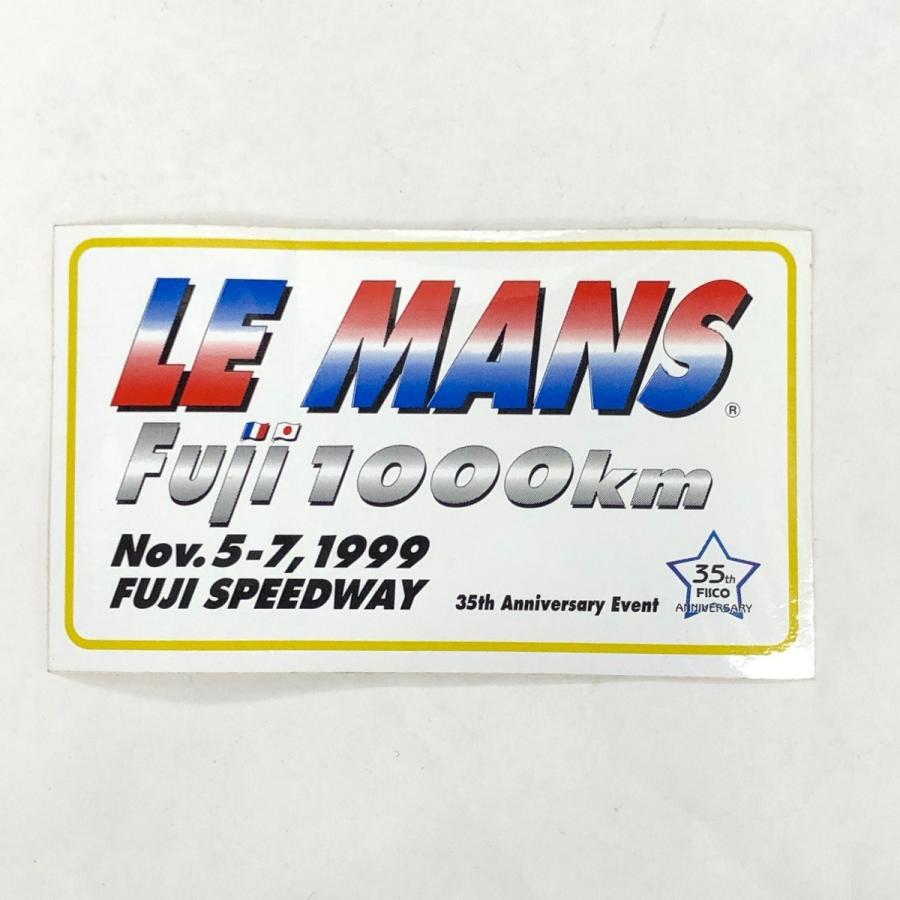 LE MANS®
Fuji 1000km
Nov. 5-7, 1999
FUJI SPEEDWAY
35th Anniversary Event
35th
FIICO
ANNIVERSARY